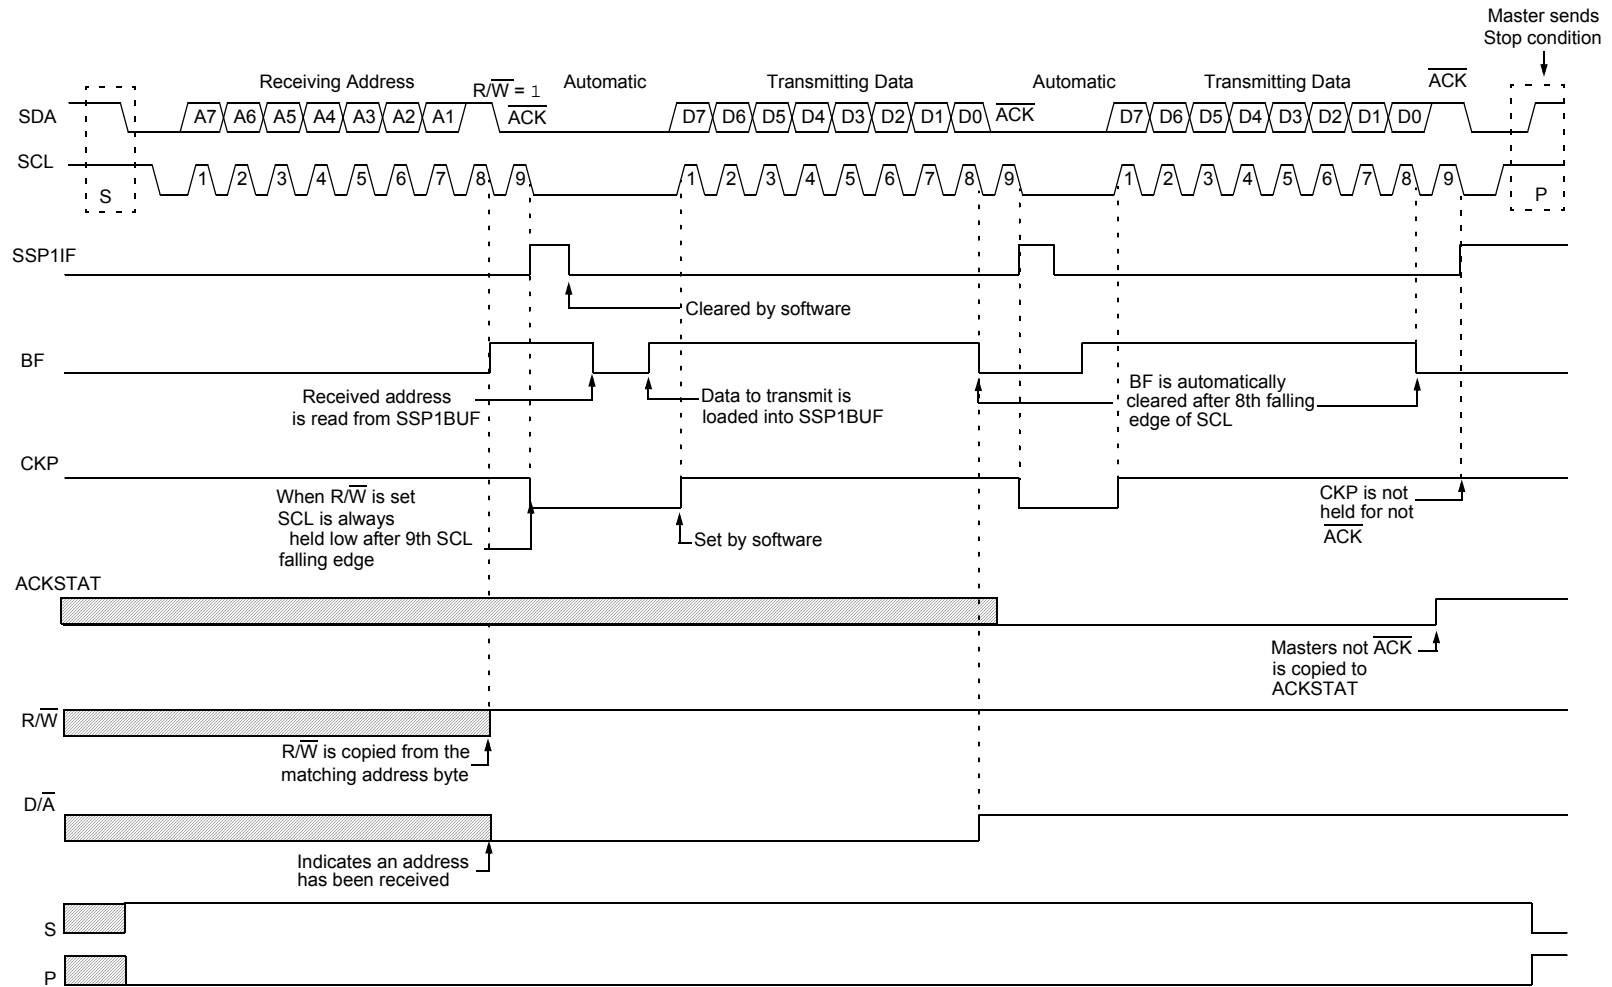 Master sends
Stop condition
Receiving Address
R/W = 1
Automatic
Transmitting Data
Automatic
Transmitting Data
ACK
SDA
A7 A6 A5 A4 A3 A2 A1
ACK
D7 D6 D5 D4 D3 D2 D1 D0
ACK
D7 D6 D5 D4 D3 D2 D1 D0
SCL
S
1 2 3 4 5 6 7 8 9
1 2 3 4 5 6 7 8 9
1 2 3 4 5 6 7 8 9
P
SSP1IF
Cleared by software
BF
Received address
is read from SSP1BUF
Data to transmit is
loaded into SSP1BUF
BF is automatically
cleared after 8th falling
edge of SCL
CKP
When R/W is set
SCL is always
held low after 9th SCL
falling edge
Set by software
CKP is not
held for not
ACK
ACKSTAT
Masters not ACK
is copied to
ACKSTAT
R/W
R/W is copied from the
matching address byte
D/A
Indicates an address
has been received
S
P